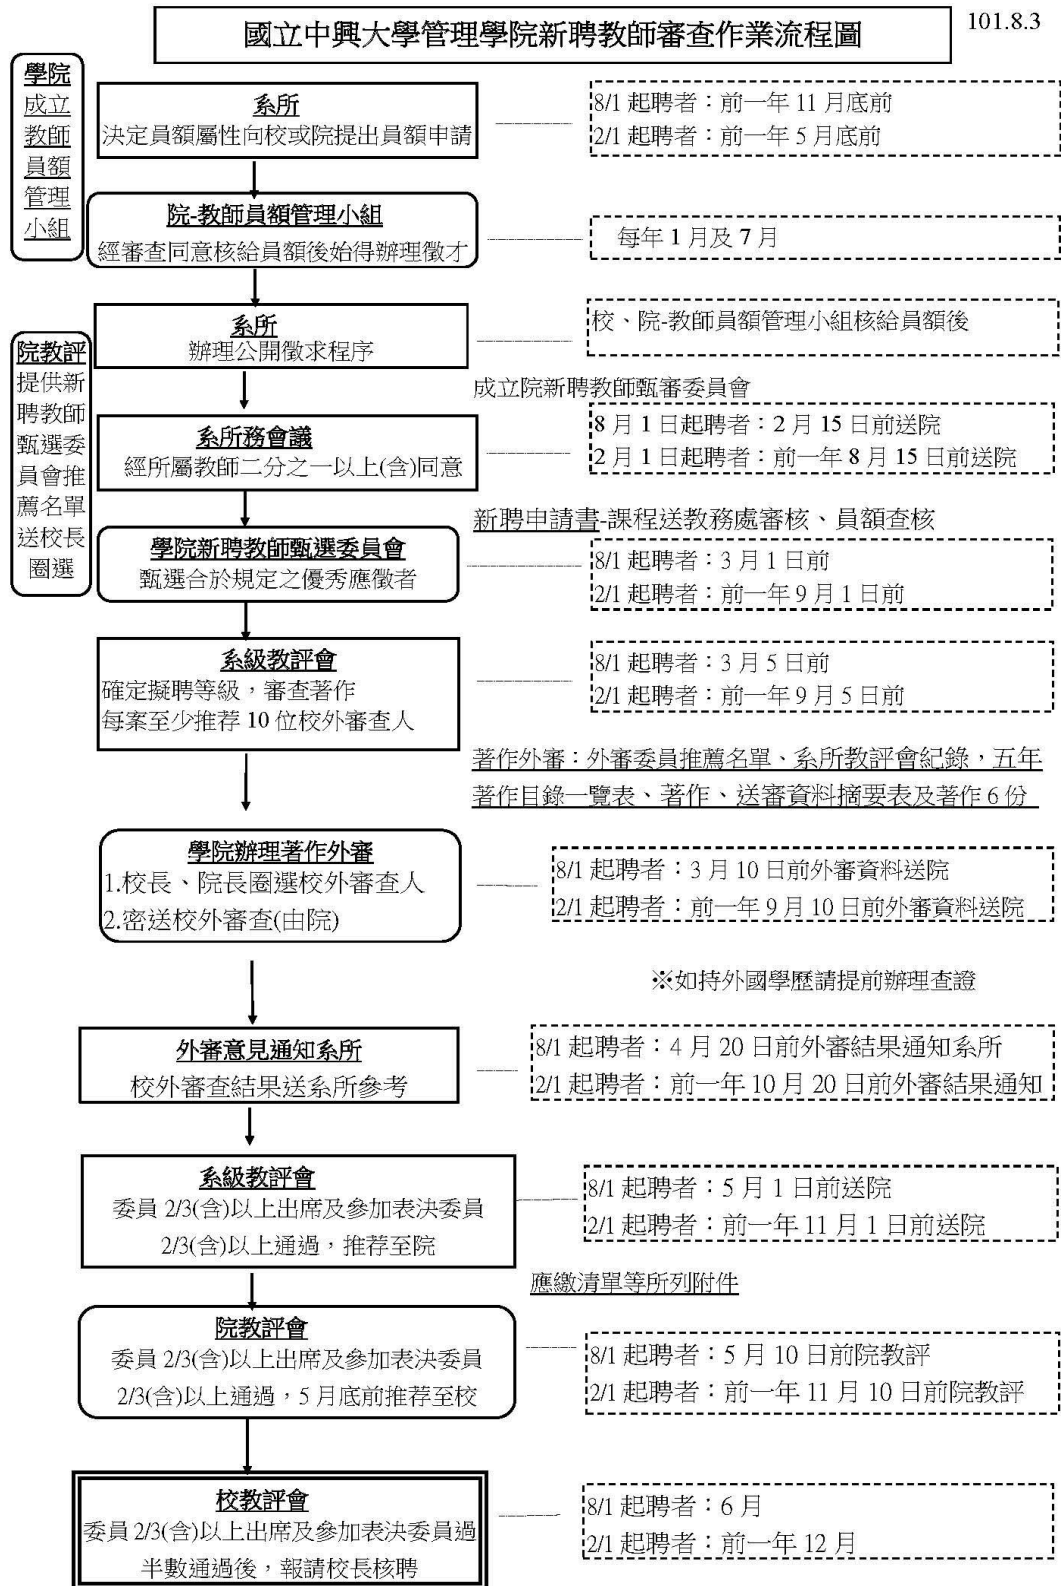 國立中興大學管理學院新聘教師審查作業流程圖
101.8.3
學院
成立
教師
員額
管理
小組
系所
決定員額屬性向校或院提出員額申請
8/1 起聘者：前一年 11 月底前
2/1 起聘者：前一年 5 月底前
院-教師員額管理小組
經審查同意核給員額後始得辦理徵才
每年 1 月及 7 月
系所
辦理公開徵求程序
校、院-教師員額管理小組核給員額後
院教評
提供新
聘教師
甄選委
員會推
薦名單
送校長
圈選
成立院新聘教師甄審委員會
系所務會議
經所屬教師二分之一以上(含)同意
8 月 1 日起聘者：2 月 15 日前送院
2 月 1 日起聘者：前一年 8 月 15 日前送院
新聘申請書-課程送教務處審核、員額查核
學院新聘教師甄選委員會
甄選合於規定之優秀應徵者
8/1 起聘者：3 月 1 日前
2/1 起聘者：前一年 9 月 1 日前
系級教評會
確定擬聘等級，審查著作
每案至少推荐 10 位校外審查人
8/1 起聘者：3 月 5 日前
2/1 起聘者：前一年 9 月 5 日前
著作外審：外審委員推薦名單、系所教評會紀錄，五年
著作目錄一覽表、著作、送審資料摘要表及著作 6 份
學院辦理著作外審
1.校長、院長圈選校外審查人
2.密送校外審查(由院)
8/1 起聘者：3 月 10 日前外審資料送院
2/1 起聘者：前一年 9 月 10 日前外審資料送院
※如持外國學歷請提前辦理查證
外審意見通知系所
校外審查結果送系所參考
8/1 起聘者：4 月 20 日前外審結果通知系所
2/1 起聘者：前一年 10 月 20 日前外審結果通知
系級教評會
委員 2/3(含)以上出席及參加表決委員
2/3(含)以上通過，推荐至院
8/1 起聘者：5 月 1 日前送院
2/1 起聘者：前一年 11 月 1 日前送院
應繳清單等所列附件
院教評會
委員 2/3(含)以上出席及參加表決委員
2/3(含)以上通過，5 月底前推荐至校
8/1 起聘者：5 月 10 日前院教評
2/1 起聘者：前一年 11 月 10 日前院教評
校教評會
委員 2/3(含)以上出席及參加表決委員過
半數通過後，報請校長核聘
8/1 起聘者：6 月
2/1 起聘者：前一年 12 月